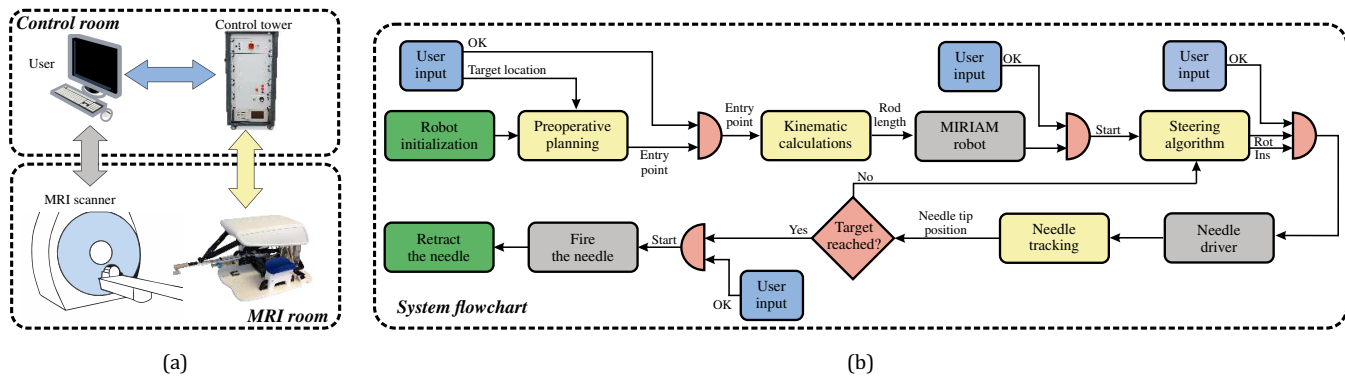 Control room
Control tower
User
MRI scanner
MRI room
(a)
User
input
OK
Target location
Robot
initialization
Preoperative
planning
Entry
point
Entry
point
Kinematic
calculations
Rod
length
MIRIAM
robot
User
input
OK
Start
Steering
algorithm
User
input
OK
Rot
Ins
No
Retract
the needle
Fire
the needle
Start
Yes
Target
reached?
Needle tip
position
Needle
tracking
Needle
driver
OK
User
input
System flowchart
(b)